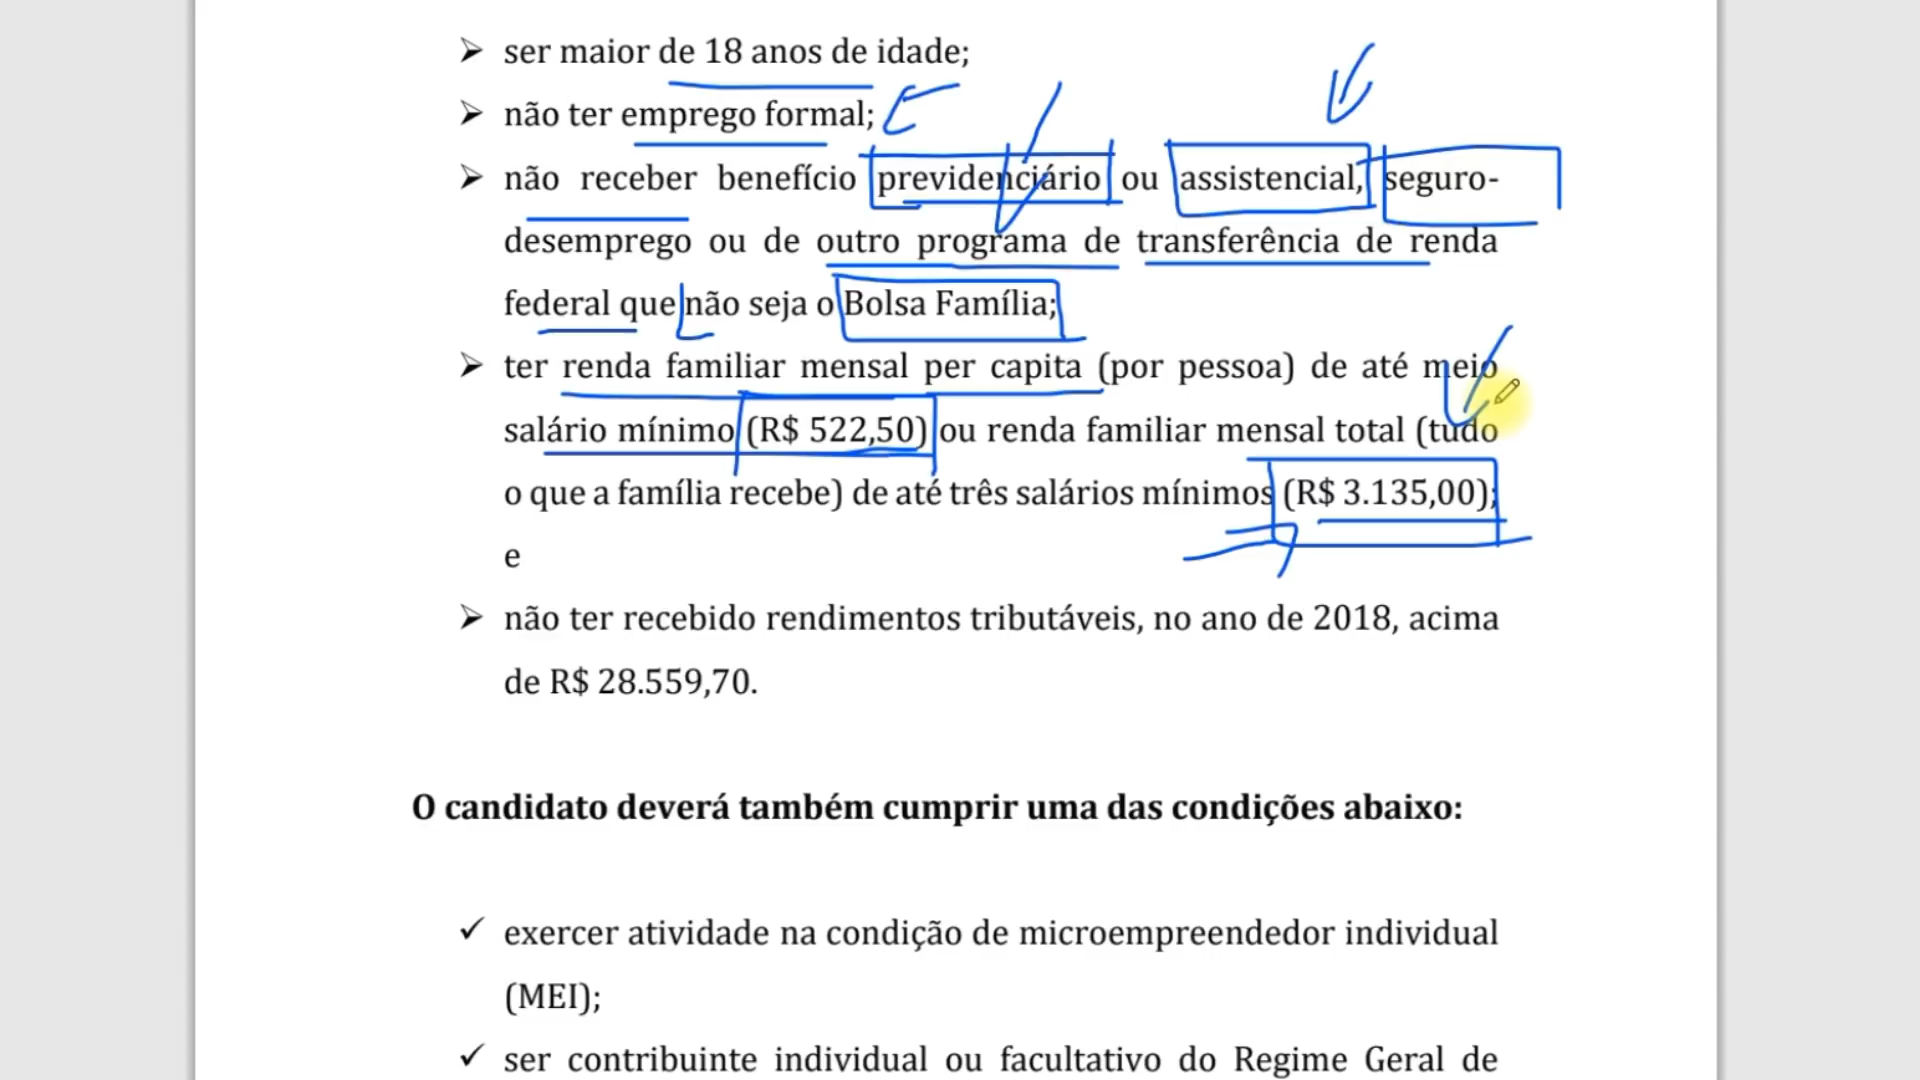 ➤ ser maior de 18 anos de idade;
➤ não ter emprego formal;
➤ não receber benefício previdenciário ou assistencial, seguro-
desemprego ou de outro programa de transferência de renda
federal que não seja o Bolsa Família;
➤ ter renda familiar mensal per capita (por pessoa) de até meio
salário mínimo (R$ 522,50) ou renda familiar mensal total (tudo
o que a família recebe) de até três salários mínimos (R$ 3.135,00);
e
➤ não ter recebido rendimentos tributáveis, no ano de 2018, acima
de R$ 28.559,70.
O candidato deverá também cumprir uma das condições abaixo:
✓ exercer atividade na condição de microempreendedor individual
(MEI);
✓ ser contribuinte individual ou facultativo do Regime Geral de